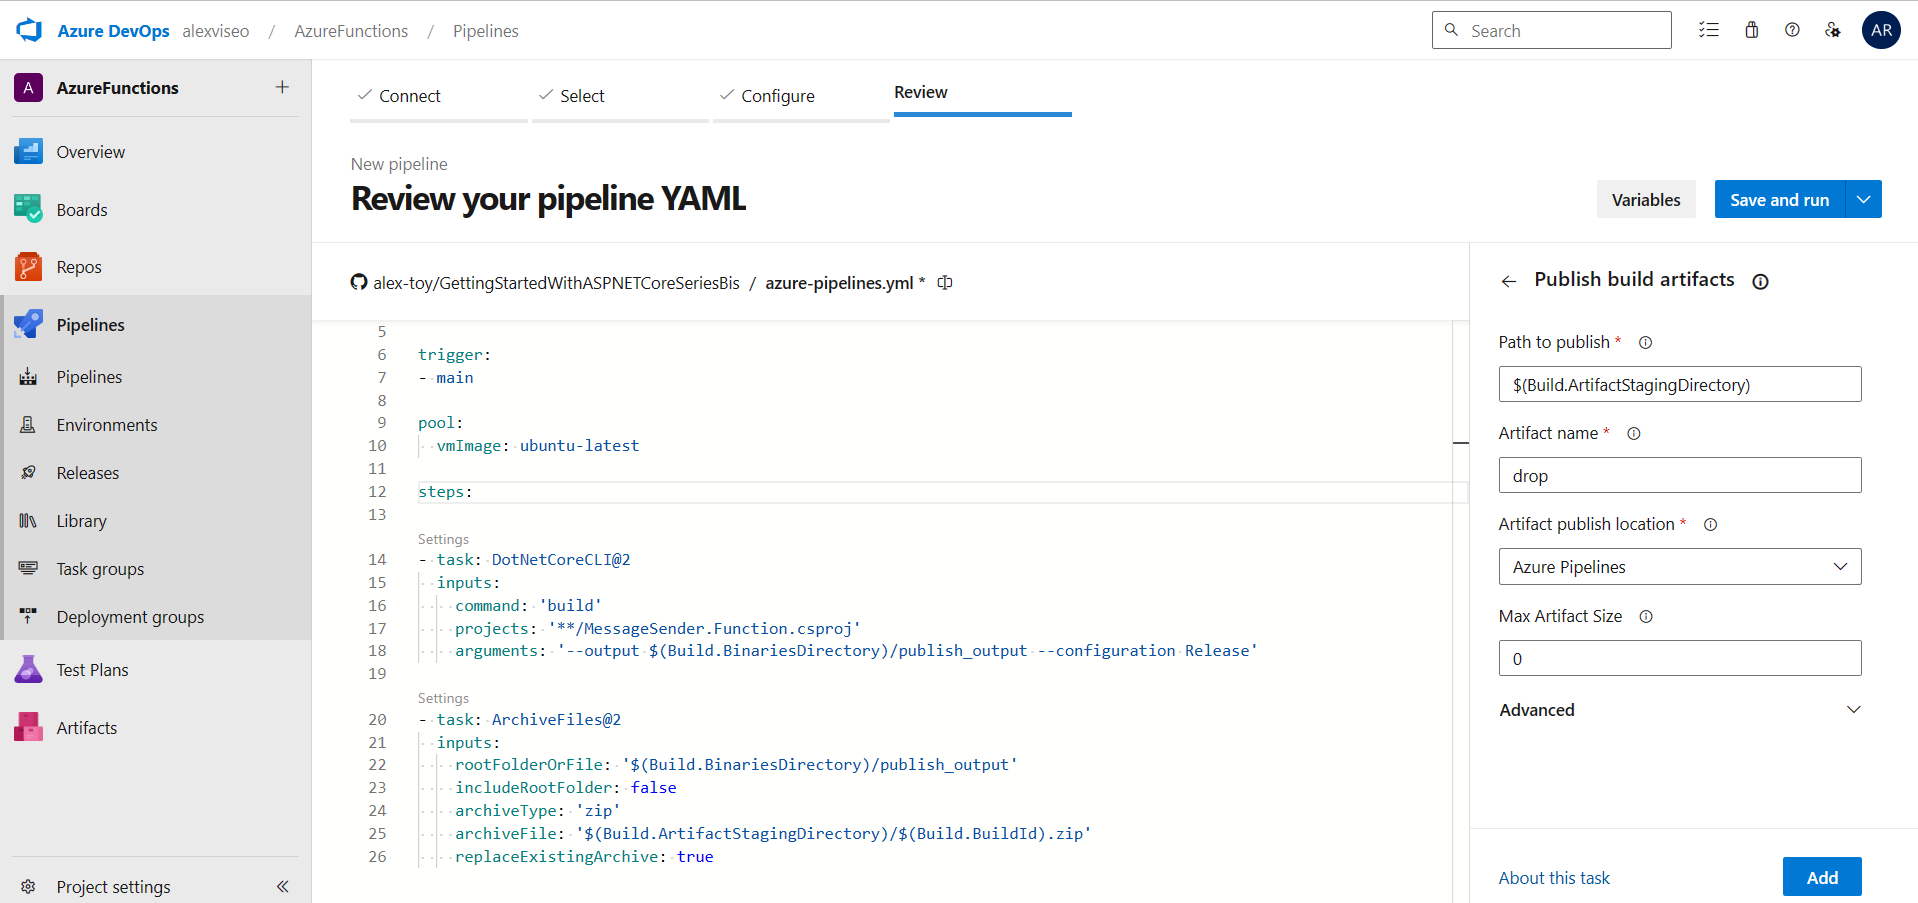 Azure DevOps alexviseo / AzureFunctions / Pipelines
Search
AR
A AzureFunctions +
Overview
Boards
Repos
Pipelines
Pipelines
Environments
Releases
Library
Task groups
Deployment groups
Test Plans
Artifacts
Project settings
Connect
Select
Configure
Review
New pipeline
Review your pipeline YAML
Variables
Save and run
alex-toy/GettingStartedWithASPNETCoreSeriesBis / azure-pipelines.yml *
5
6 trigger:
7 - main
8
9 pool:
10 vmImage: ubuntu-latest
11
12 steps:
13
Settings
14 - task: DotNetCoreCLI@2
15 inputs:
16 command: 'build'
17 projects: '**/MessageSender.Function.csproj'
18 arguments: '--output $(Build.BinariesDirectory)/publish_output --configuration Release'
19
Settings
20 - task: ArchiveFiles@2
21 inputs:
22 rootFolderOrFile: '$(Build.BinariesDirectory)/publish_output'
23 includeRootFolder: false
24 archiveType: 'zip'
25 archiveFile: '$(Build.ArtifactStagingDirectory)/$(Build.BuildId).zip'
26 replaceExistingArchive: true
Publish build artifacts
Path to publish *
$(Build.ArtifactStagingDirectory)
Artifact name *
drop
Artifact publish location *
Azure Pipelines
Max Artifact Size
0
Advanced
About this task
Add